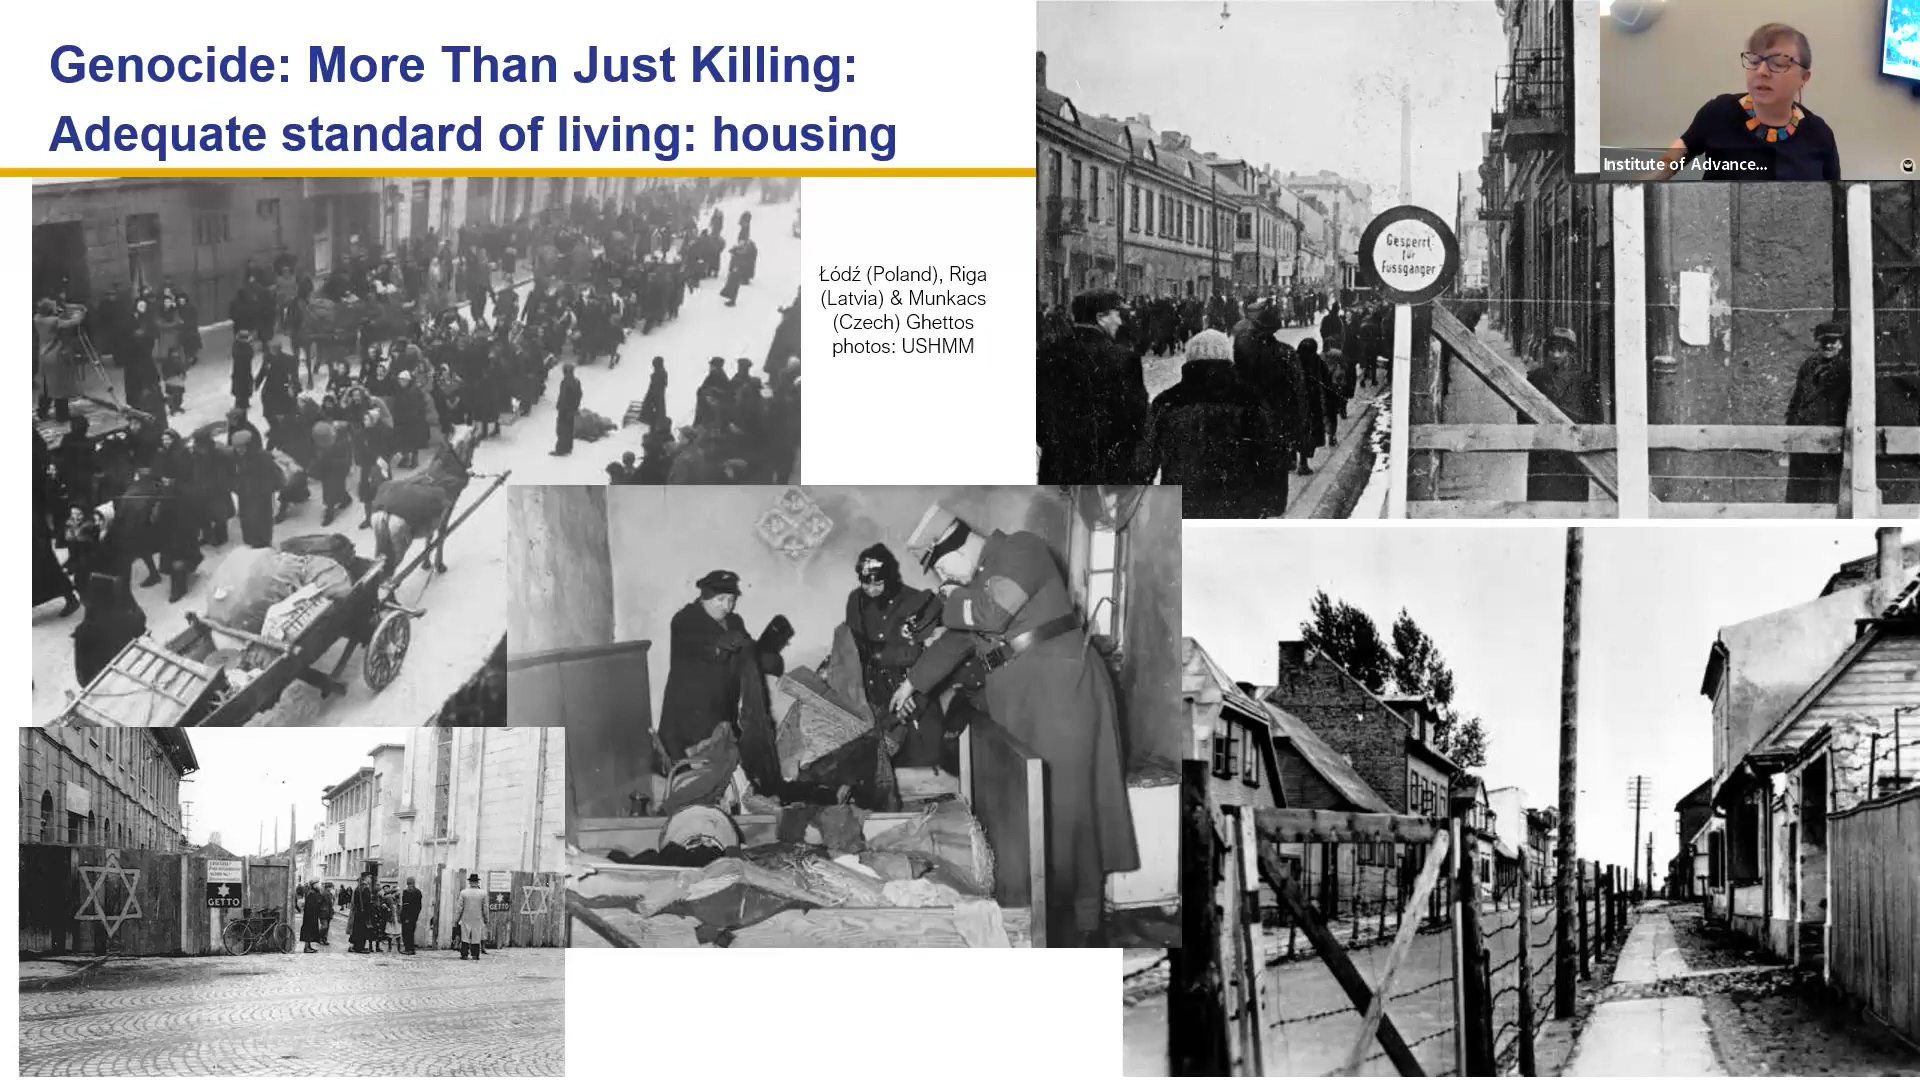 Genocide: More Than Just Killing:
Adequate standard of living: housing
Łódź (Poland), Riga
(Latvia) & Munkacs
(Czech) Ghettos
photos: USHMM
Gesperrt
für
Fussgänger
Institute of Advance...
GETTO
GETTO